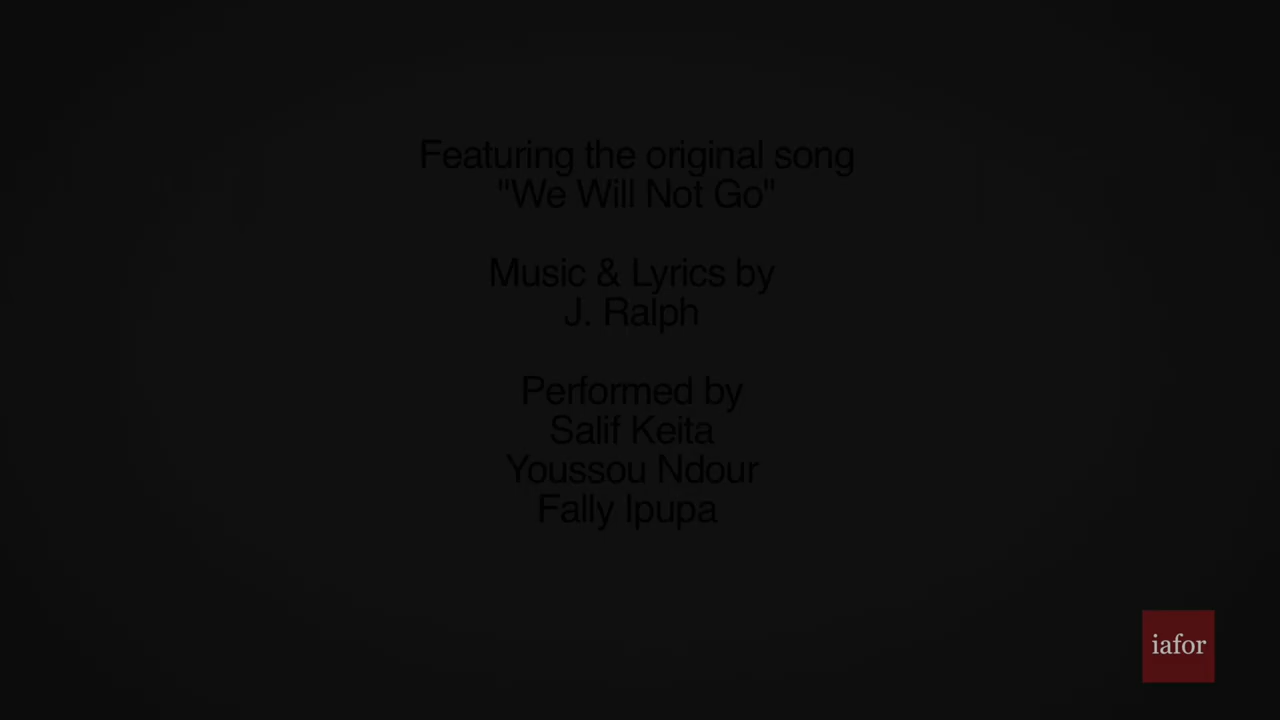 Featuring the original song
"We Will Not Go"
Music & Lyrics by
J. Ralph
Performed by
Salif Keita
Youssou Ndour
Fally Ipupa
iafor